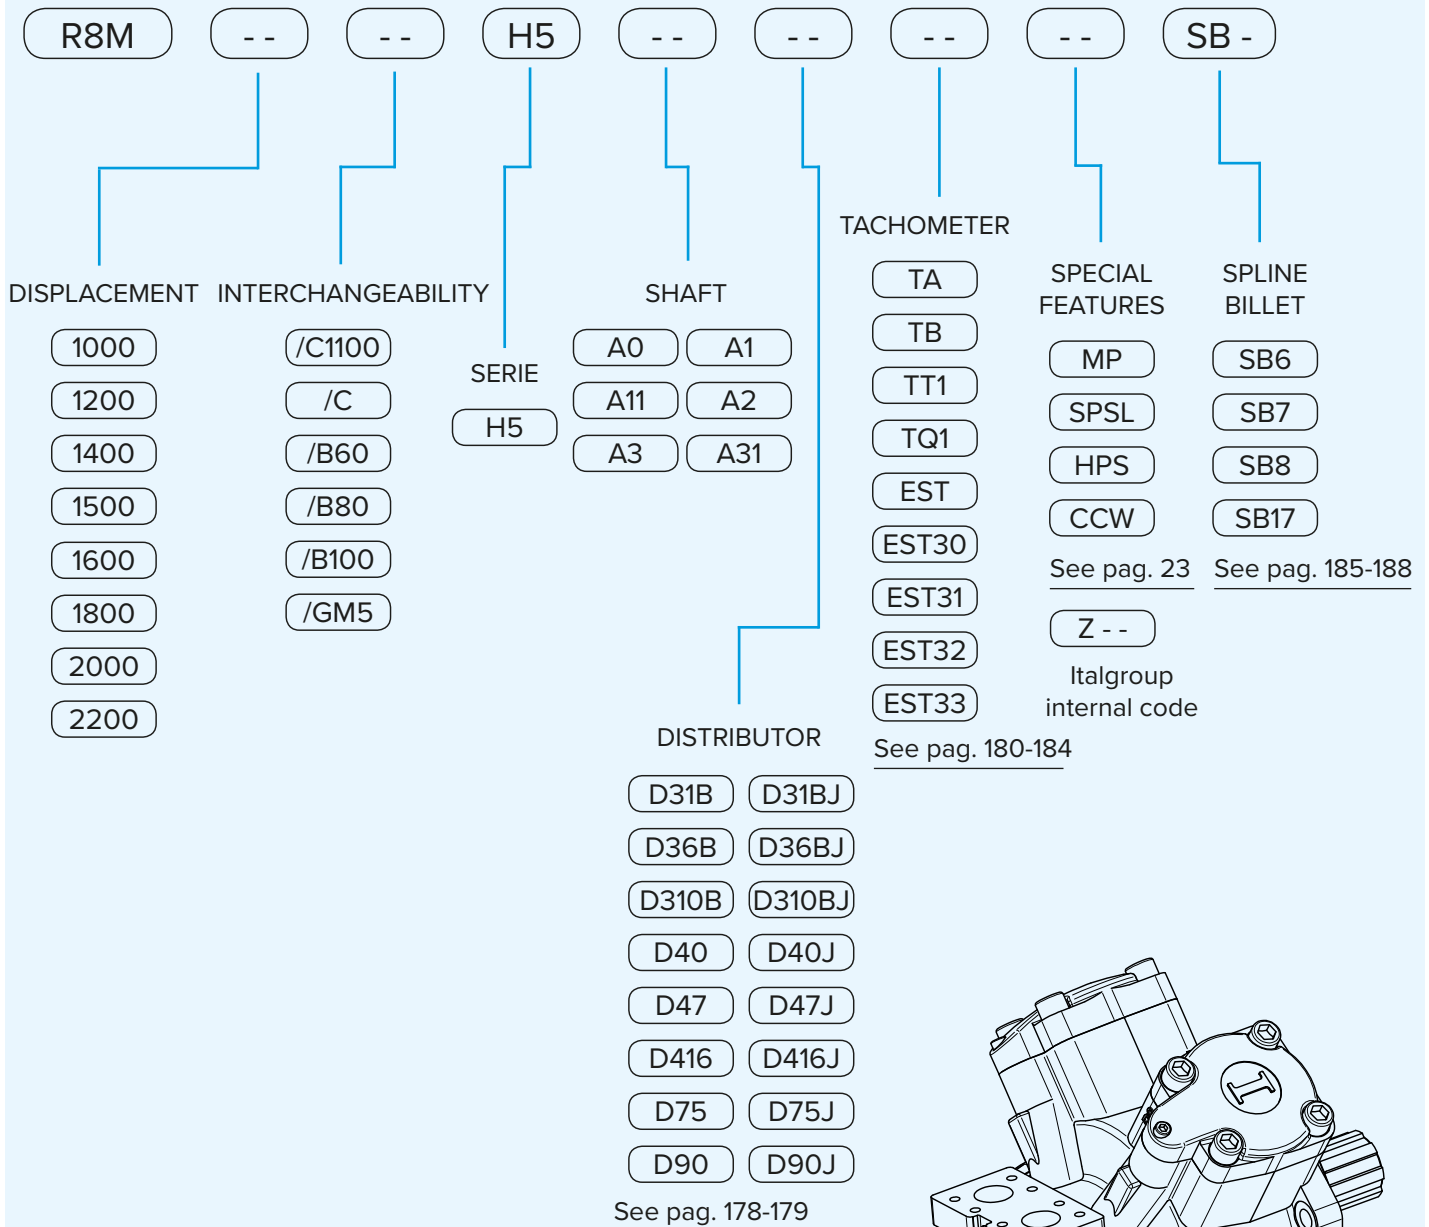 R8M -- -- H5 -- -- -- -- SB -
DISPLACEMENT
1000
1200
1400
1500
1600
1800
2000
2200
INTERCHANGEABILITY
/C1100
/C
/B60
/B80
/B100
/GM5
SERIE
H5
SHAFT
A0 A1
A11 A2
A3 A31
DISTRIBUTOR
D31B D31BJ
D36B D36BJ
D310B D310BJ
D40 D40J
D47 D47J
D416 D416J
D75 D75J
D90 D90J
See pag. 178-179
TACHOMETER
TA
TB
TT1
TQ1
EST
EST30
EST31
EST32
EST33
See pag. 180-184
SPECIAL
FEATURES
MP
SPSL
HPS
CCW
See pag. 23
Z - -
Italgroup
internal code
SPLINE
BILLET
SB6
SB7
SB8
SB17
See pag. 185-188
I